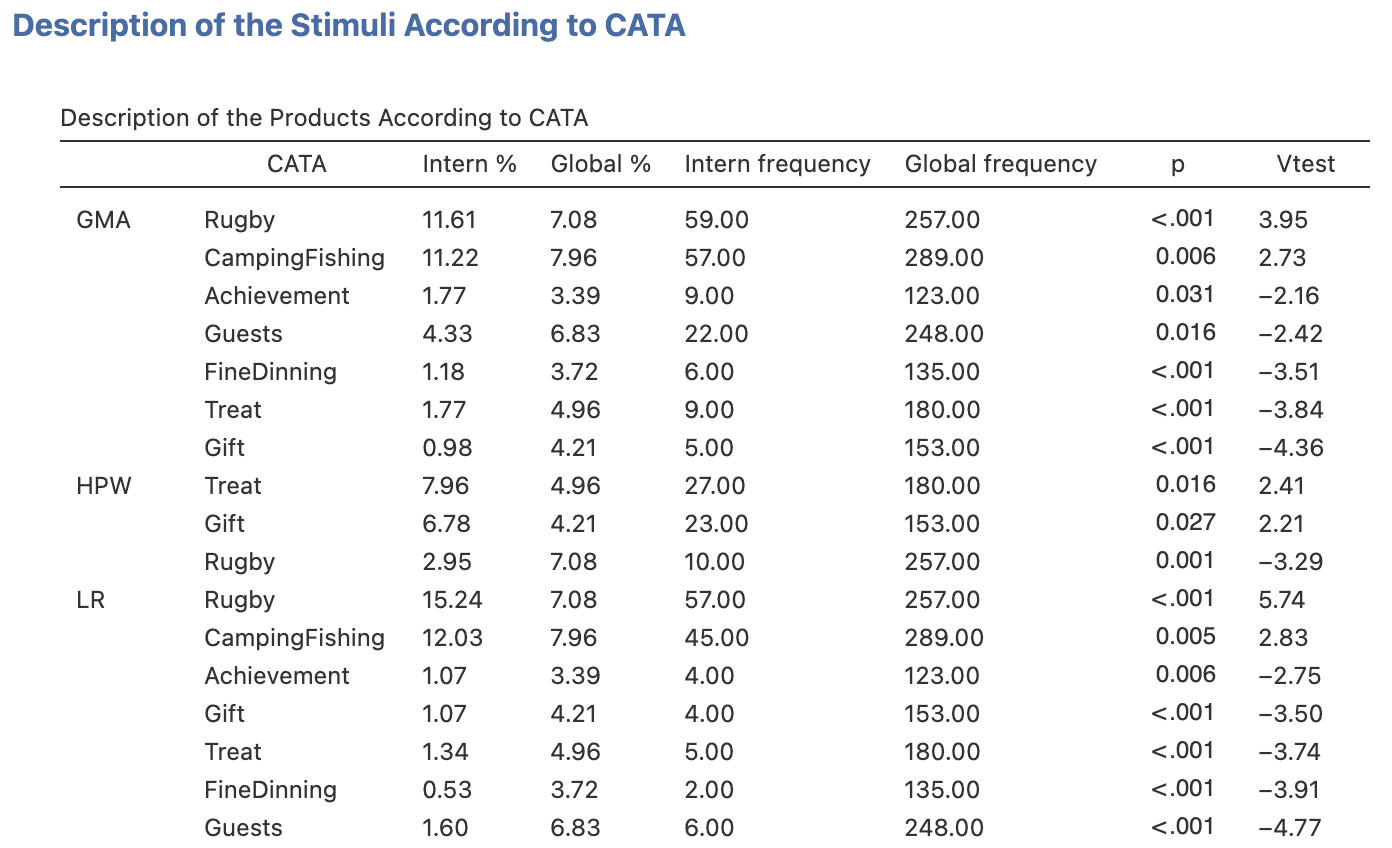 Description of the Stimuli According to CATA
Description of the Products According to CATA
CATA Intern % Global % Intern frequency Global frequency p Vtest
GMA Rugby 11.61 7.08 59.00 257.00 <.001 3.95
CampingFishing 11.22 7.96 57.00 289.00 0.006 2.73
Achievement 1.77 3.39 9.00 123.00 0.031 −2.16
Guests 4.33 6.83 22.00 248.00 0.016 −2.42
FineDinning 1.18 3.72 6.00 135.00 <.001 −3.51
Treat 1.77 4.96 9.00 180.00 <.001 −3.84
Gift 0.98 4.21 5.00 153.00 <.001 −4.36
HPW Treat 7.96 4.96 27.00 180.00 0.016 2.41
Gift 6.78 4.21 23.00 153.00 0.027 2.21
Rugby 2.95 7.08 10.00 257.00 0.001 −3.29
LR Rugby 15.24 7.08 57.00 257.00 <.001 5.74
CampingFishing 12.03 7.96 45.00 289.00 0.005 2.83
Achievement 1.07 3.39 4.00 123.00 0.006 −2.75
Gift 1.07 4.21 4.00 153.00 <.001 −3.50
Treat 1.34 4.96 5.00 180.00 <.001 −3.74
FineDinning 0.53 3.72 2.00 135.00 <.001 −3.91
Guests 1.60 6.83 6.00 248.00 <.001 −4.77